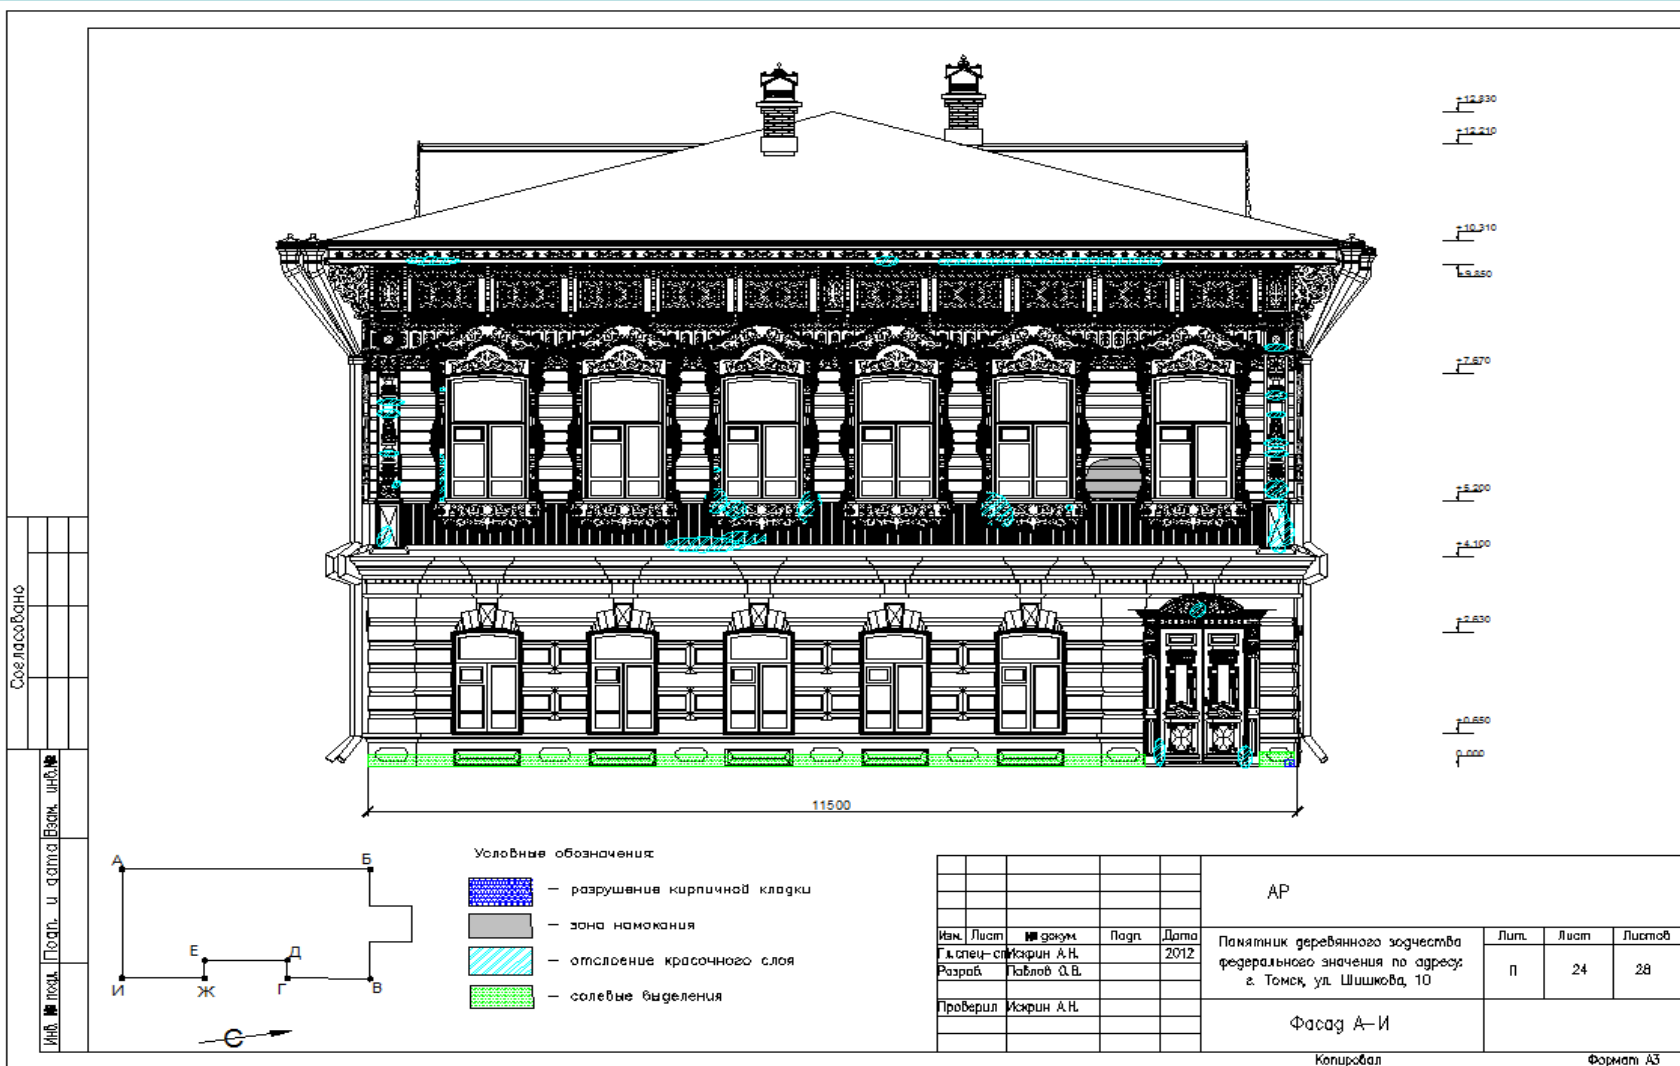 +12.830
+12.210
+10.310
+9.850
+7.670
+5.200
+4.190
+2.630
+0.650
0.000
11500
Согласовано
Взам. инв.№
Подп. и дата
Инв. № подл.
А
Б
Е
Д
И
Ж
Г
В
С
Условные обозначения:
— разрушение кирпичной кладки
— зона намокания
— отслоение красочного слоя
— солевые выделения
АР
Изм. Лист № докум. Подп. Дата
Гл.спец-сп Искрин А.Н. 2012
Разраб. Павлов О.В.
Проверил Искрин А.Н.
Памятник деревянного зодчества
федерального значения по адресу:
г. Томск, ул. Шишкова, 10
Лит. Лист Листов
П 24 28
Фасад А-И
Копировал
Формат А3